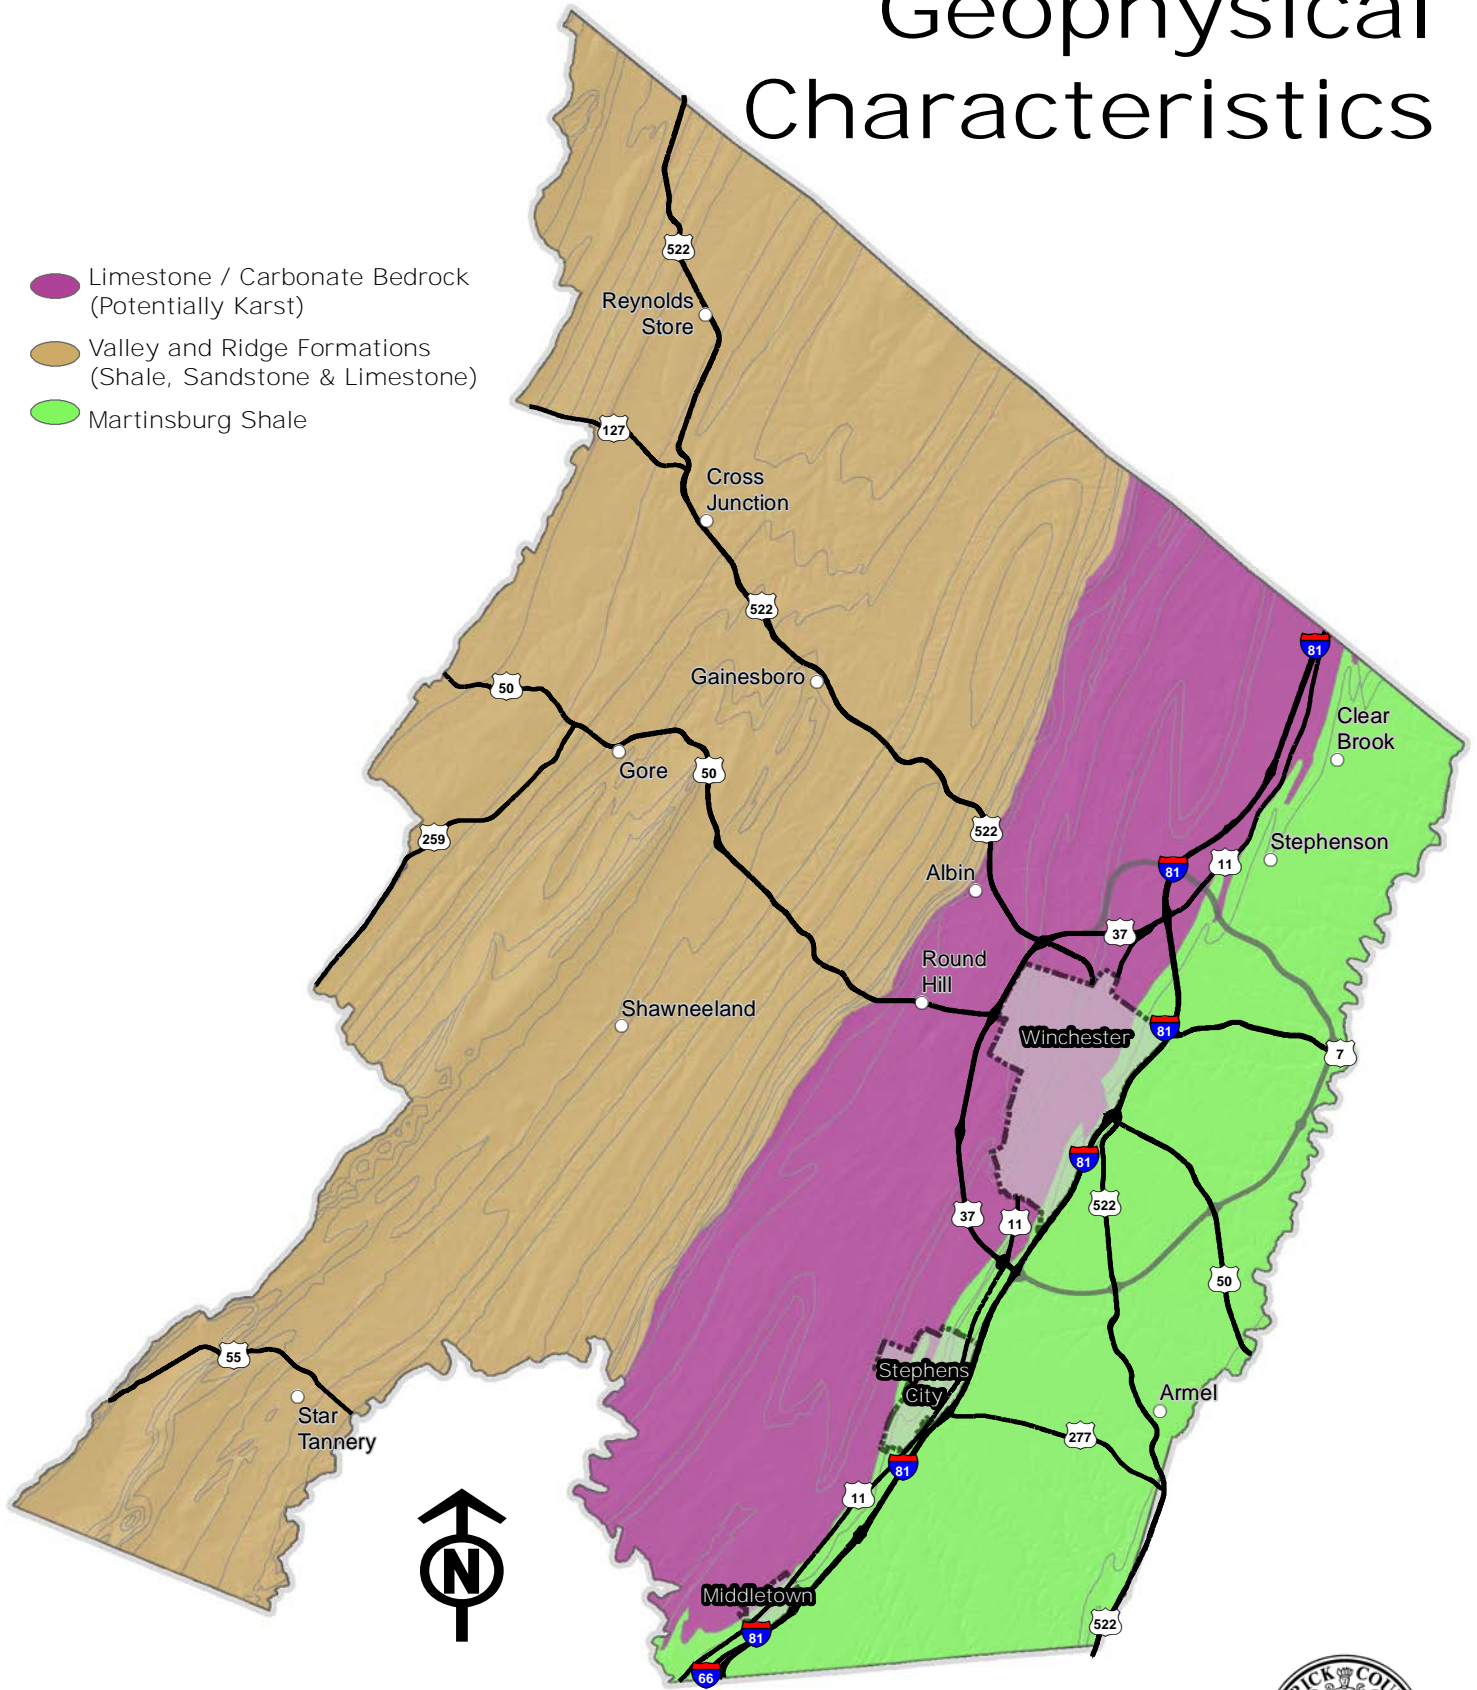 Geophysical
Characteristics
Limestone / Carbonate Bedrock
(Potentially Karst)
Valley and Ridge Formations
(Shale, Sandstone & Limestone)
Martinsburg Shale
522
Reynolds
Store
127
Cross
Junction
522
81
Gainesboro
50
Clear
Brook
Gore
50
522
259
Stephenson
11
81
Albin
37
Round
Hill
Shawneeland
Winchester
81
7
81
522
37
11
50
55
Stephens
City
Armel
Star
Tannery
277
81
11
N
Middletown
522
81
66
RICK COU